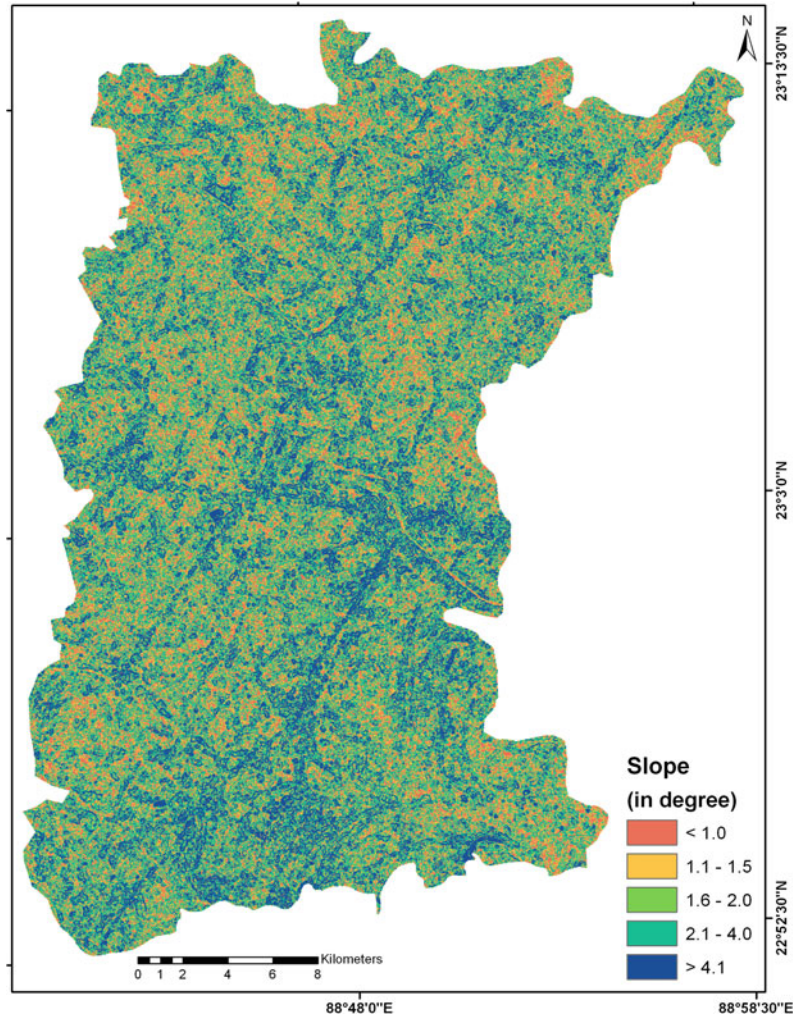 N
23°13'30"N
23°3'0"N
22°52'30"N
Slope
(in degree)
< 1.0
1.1 - 1.5
1.6 - 2.0
2.1 - 4.0
> 4.1
Kilometers
0 1 2 4 6 8
88°48'0"E
88°58'30"E